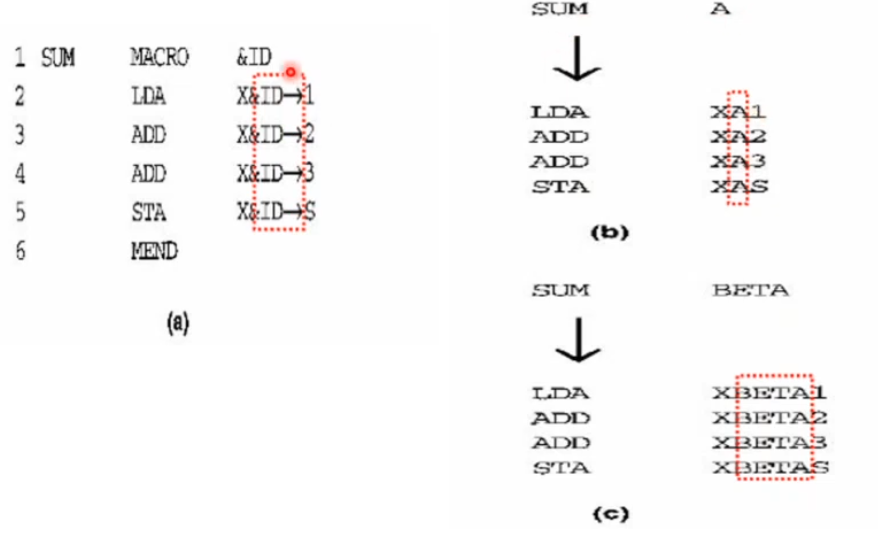 1 SUM MACRO &ID
2 LDA X&ID→1
3 ADD X&ID→2
4 ADD X&ID→3
5 STA X&ID→S
6 MEND
(a)
SUM A
LDA XA1
ADD XA2
ADD XA3
STA XAS
(b)
SUM BETA
LDA XBETA1
ADD XBETA2
ADD XBETA3
STA XBETAS
(c)